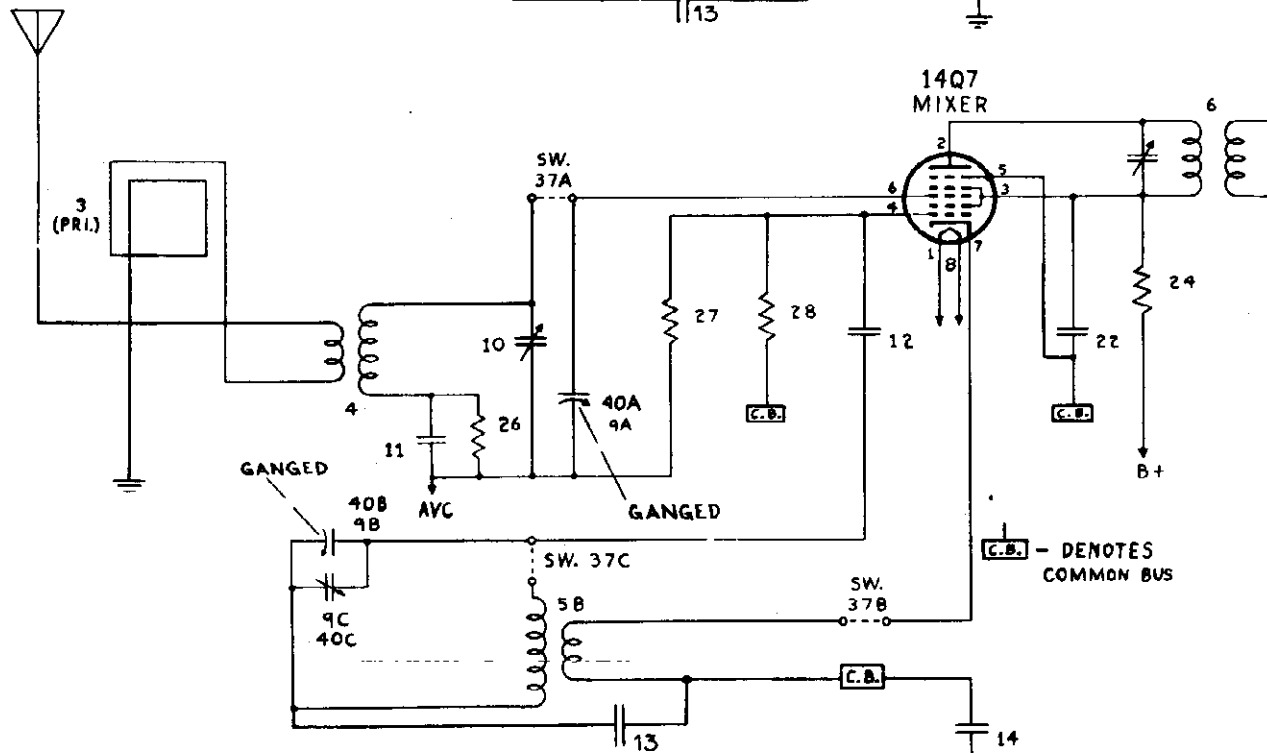 13
14Q7
MIXER
6
2
5
3
6
4
1
8
7
SW.
37A
3
(PRI.)
27
28
12
22
24
10
40A
9A
C.B.
C.B.
4
11
26
B+
GANGED
AVC
GANGED
40B
9B
SW. 37C
C.B. - DENOTES
COMMON BUS
9C
40C
5B
SW.
37B
C.B.
13
14